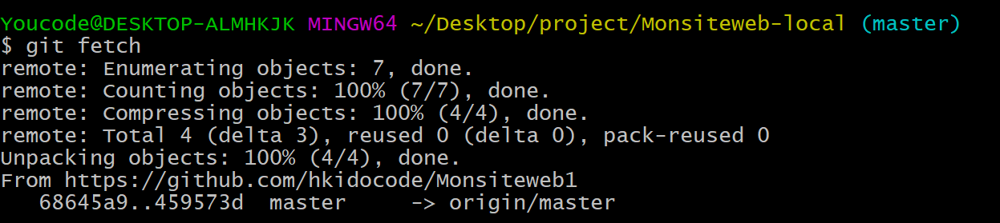 Youcode@DESKTOP-ALMHKJK MINGW64 ~/Desktop/project/Monsiteweb-local (master)
$ git fetch
remote: Enumerating objects: 7, done.
remote: Counting objects: 100% (7/7), done.
remote: Compressing objects: 100% (4/4), done.
remote: Total 4 (delta 3), reused 0 (delta 0), pack-reused 0
Unpacking objects: 100% (4/4), done.
From https://github.com/hkidocode/Monsiteweb1
   68645a9..459573d  master     -> origin/master